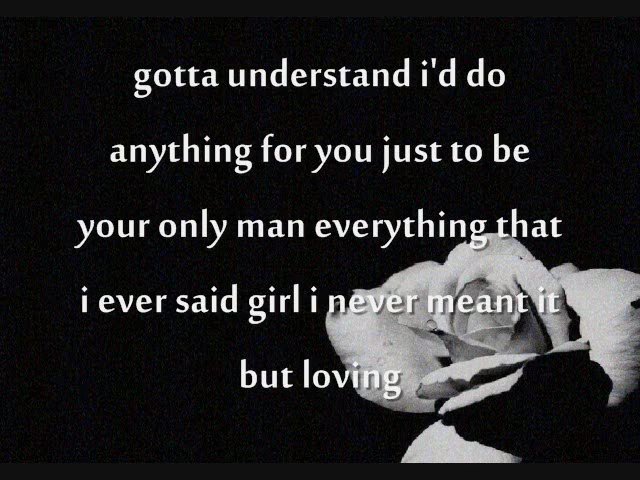 gotta understand i'd do
anything for you just to be
your only man everything that
i ever said girl i never meant it
but loving